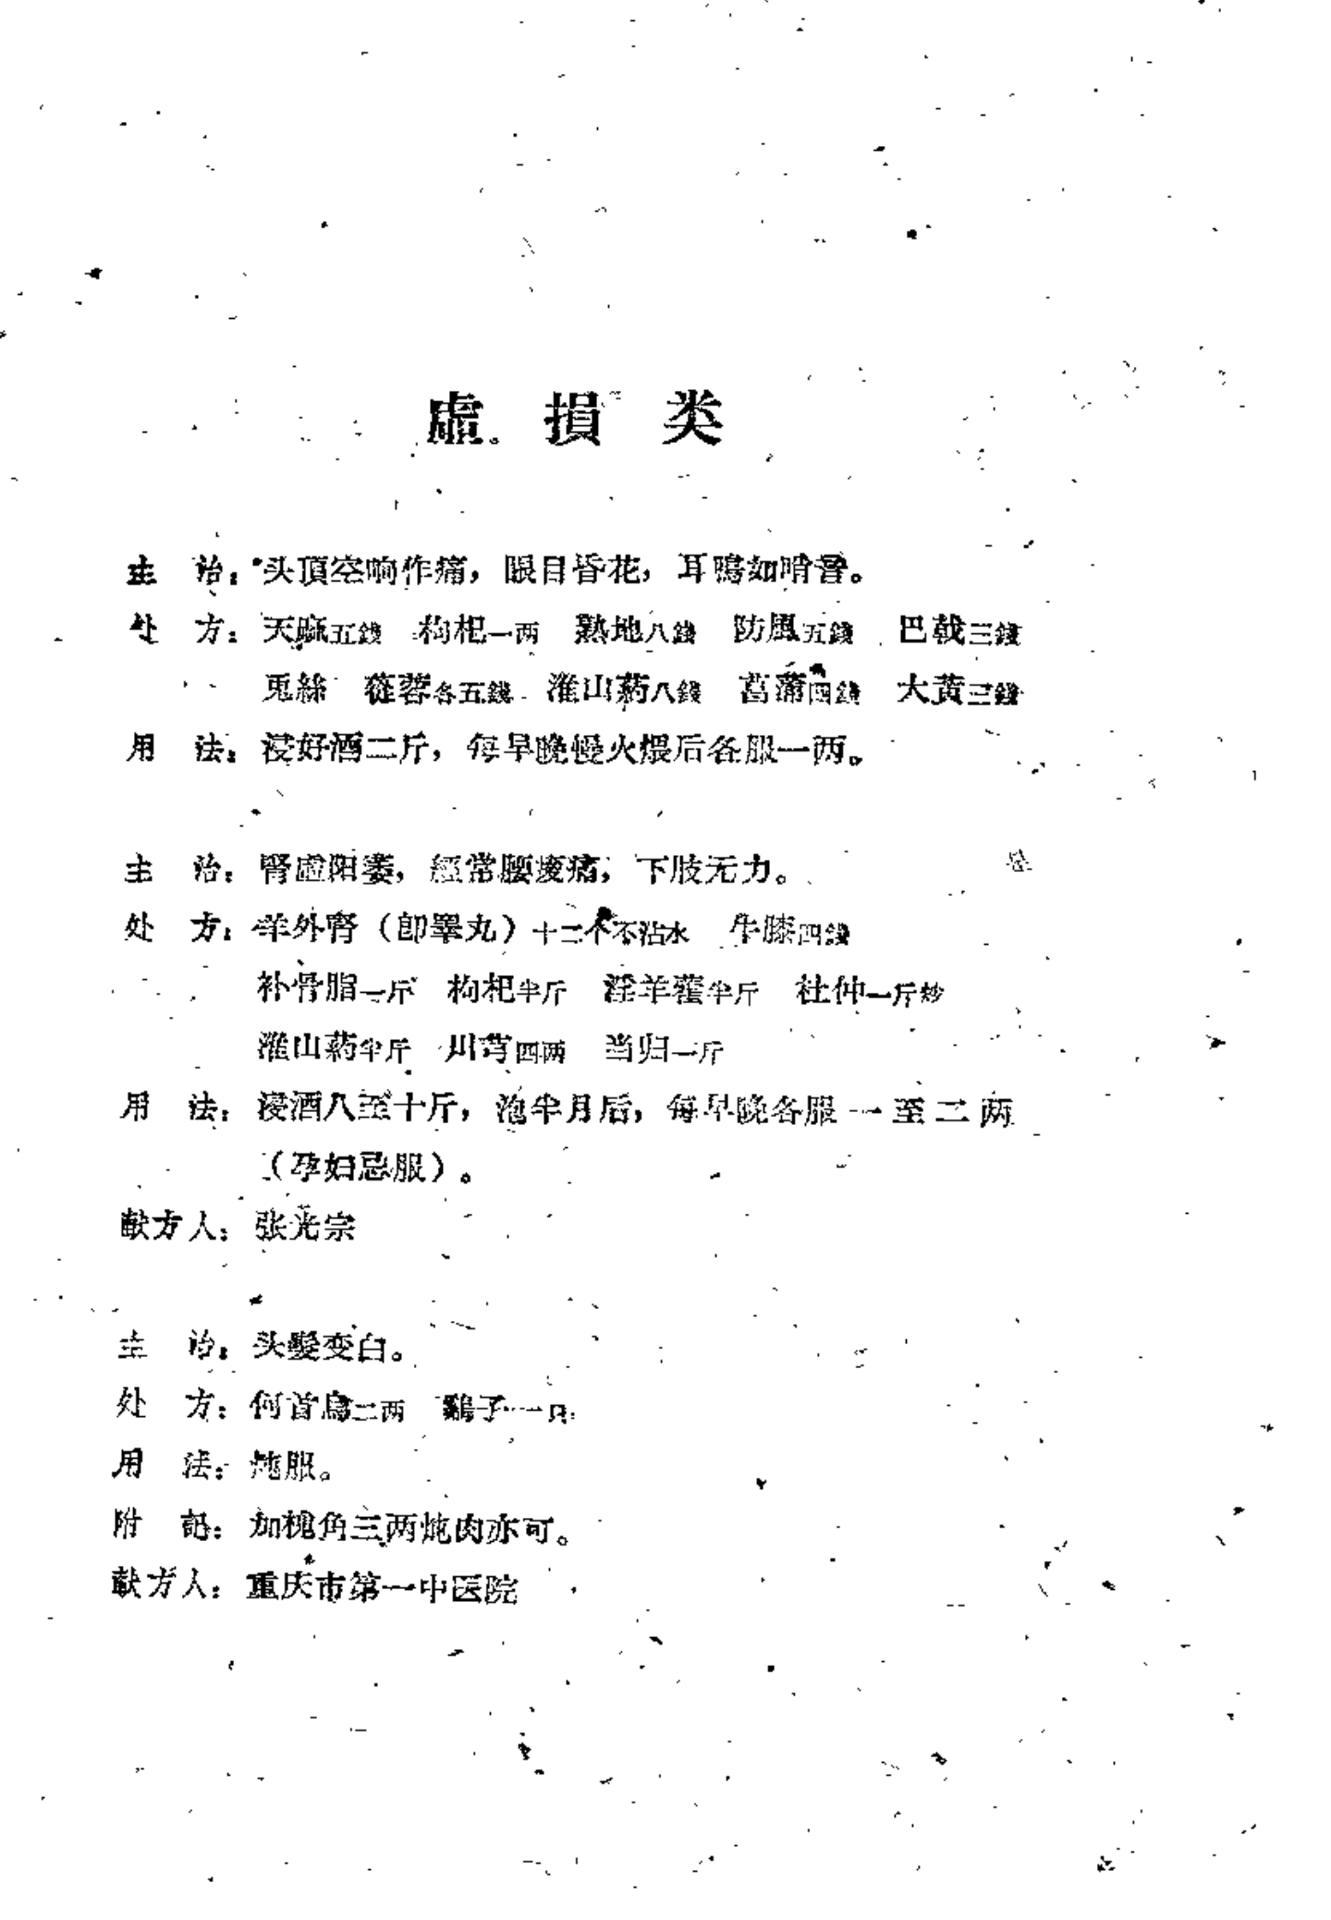 虛損类
主　治：头頂空响作痛，眼目昏花，耳鳴如哨音。
处　方：天麻五錢　枸杞一两　熟地八錢　防風五錢　巴戟三錢
兎絲　蓯蓉各五錢　淮山葯八錢　菖蒲四錢　大黄三錢
用　法：浸好酒二斤，每早晚慢火煨后各服一两。
主　治：腎虛阳萎，經常腰痠痛，下肢无力。
处　方：羊外腎（卽睾丸）十二个不沾水　牛膝四錢
补骨脂一斤　枸杞半斤　淫羊藿半斤　杜仲一斤炒
淮山葯半斤　川芎四两　当归一斤
用　法：浸酒八至十斤，泡半月后，每早晚各服一至二两
（孕妇忌服）。
献方人：张光宗
主　治：头髮变白。
处　方：何首烏二两　鷄子一只
用　法：炖服。
附　記：加槐角三两炖肉亦可。
献方人：重庆市第一中医院